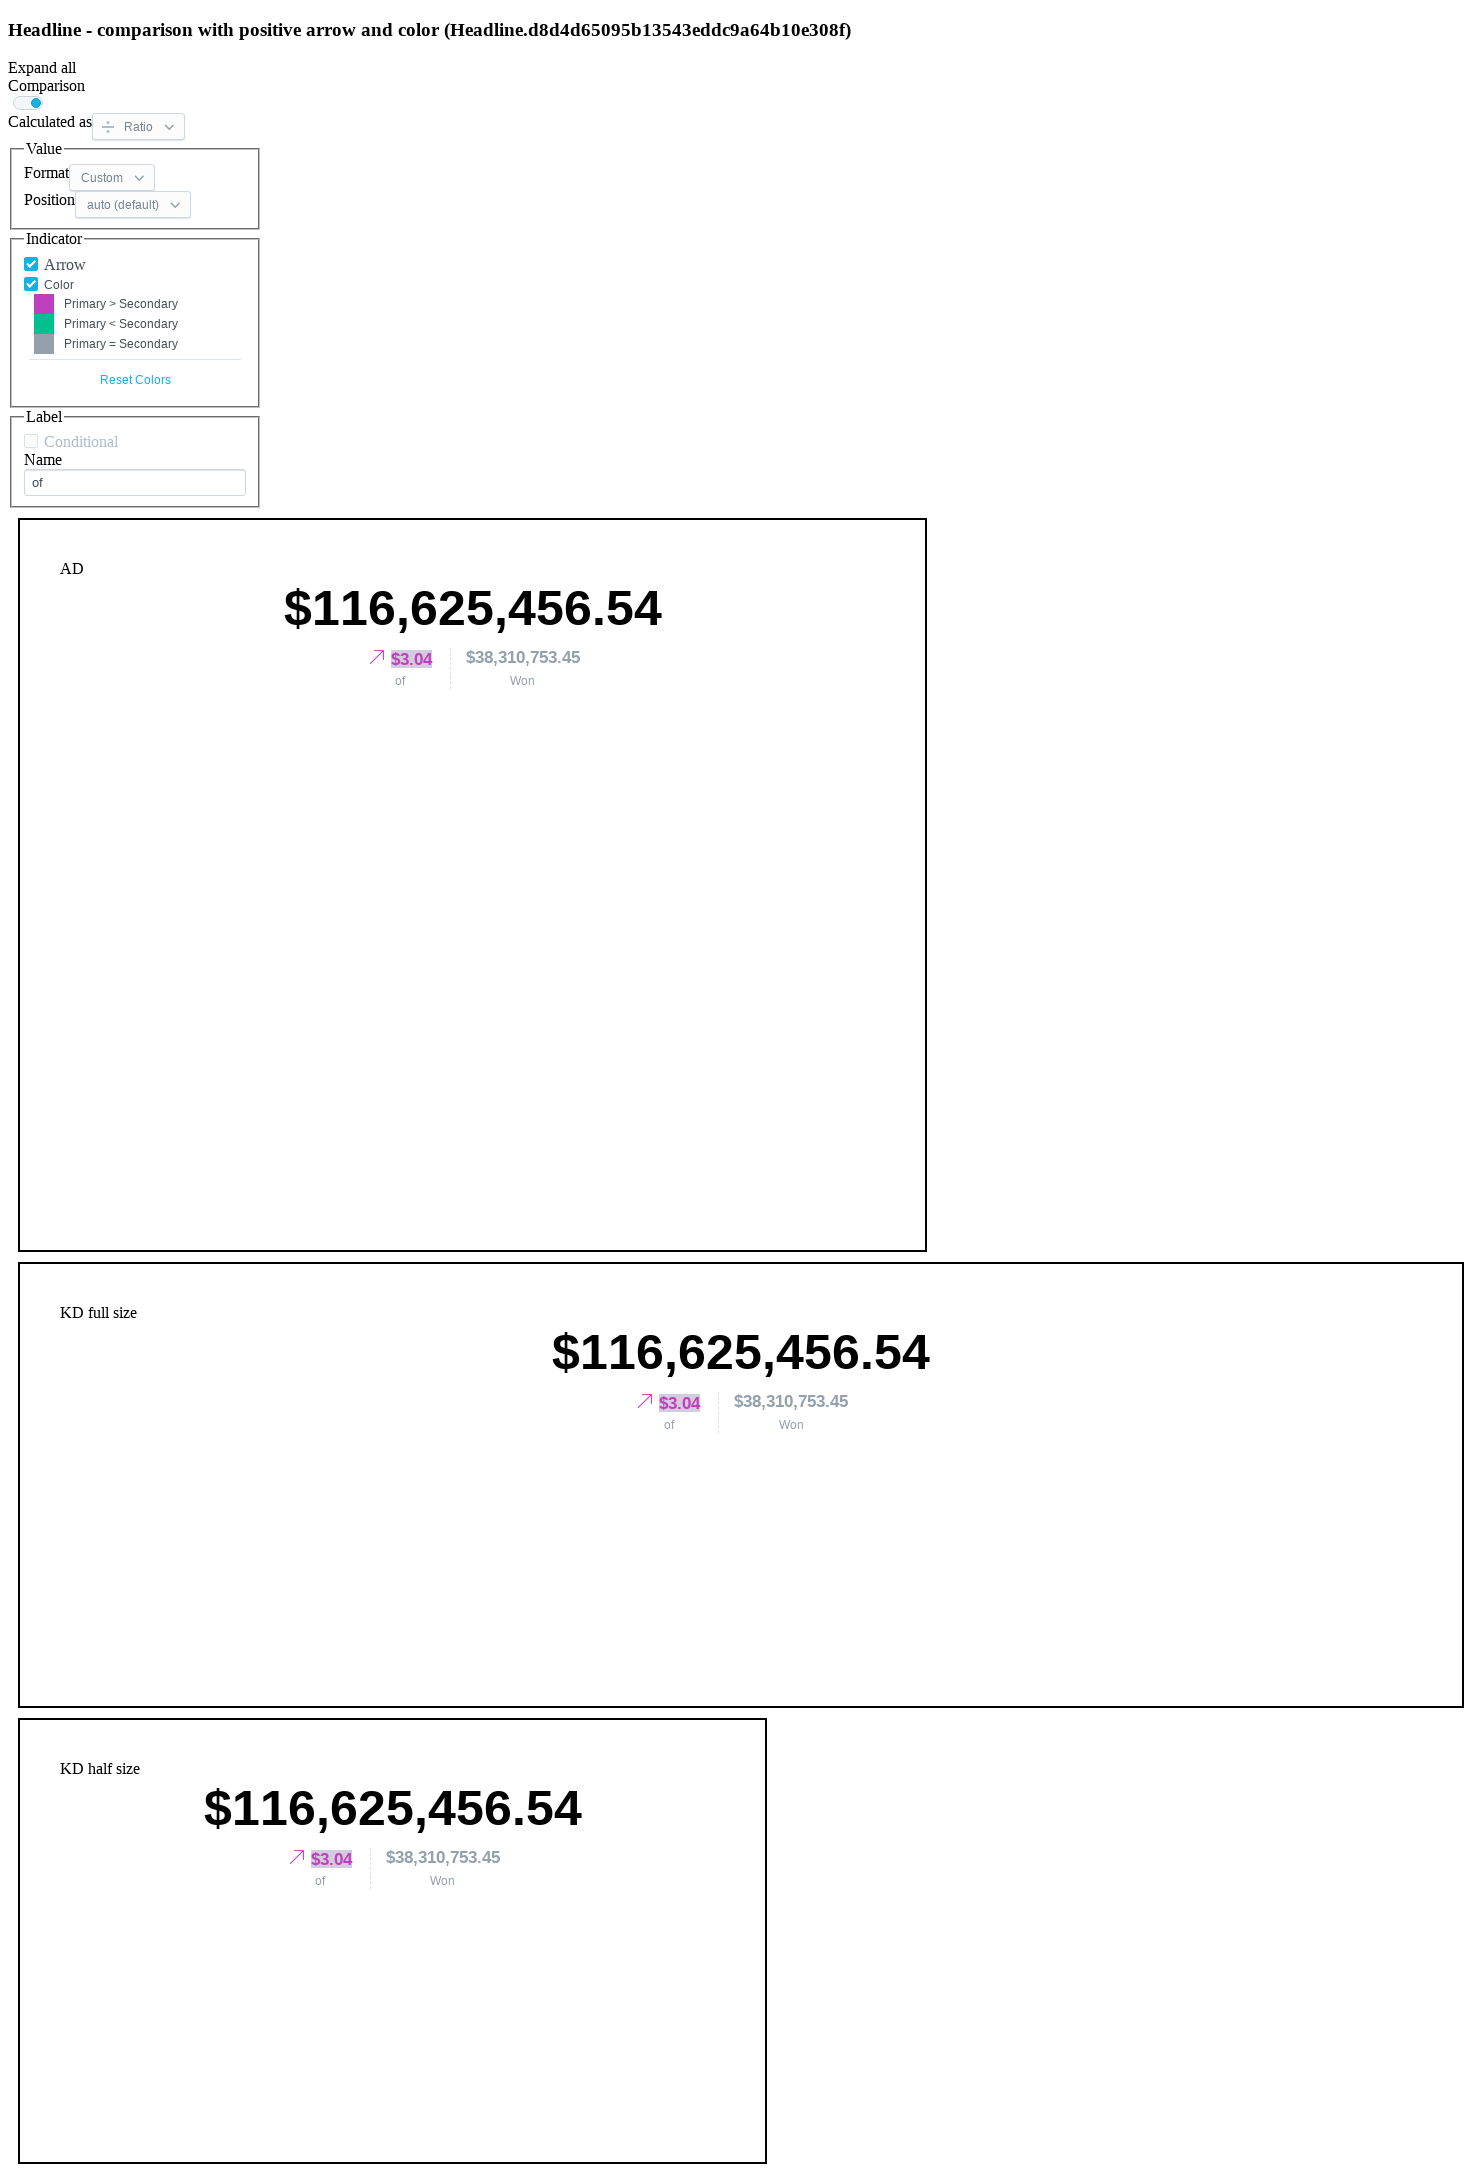 Headline - comparison with positive arrow and color (Headline.d8d4d65095b13543eddc9a64b10e308f)
Expand all
Comparison
Calculated as Ratio
Value
Format Custom
Position auto (default)
Indicator
Arrow
Color
Primary > Secondary
Primary < Secondary
Primary = Secondary
Reset Colors
Label
Conditional
Name
of
AD
$116,625,456.54
$3.04 $38,310,753.45
of Won
KD full size
$116,625,456.54
$3.04 $38,310,753.45
of Won
KD half size
$116,625,456.54
$3.04 $38,310,753.45
of Won